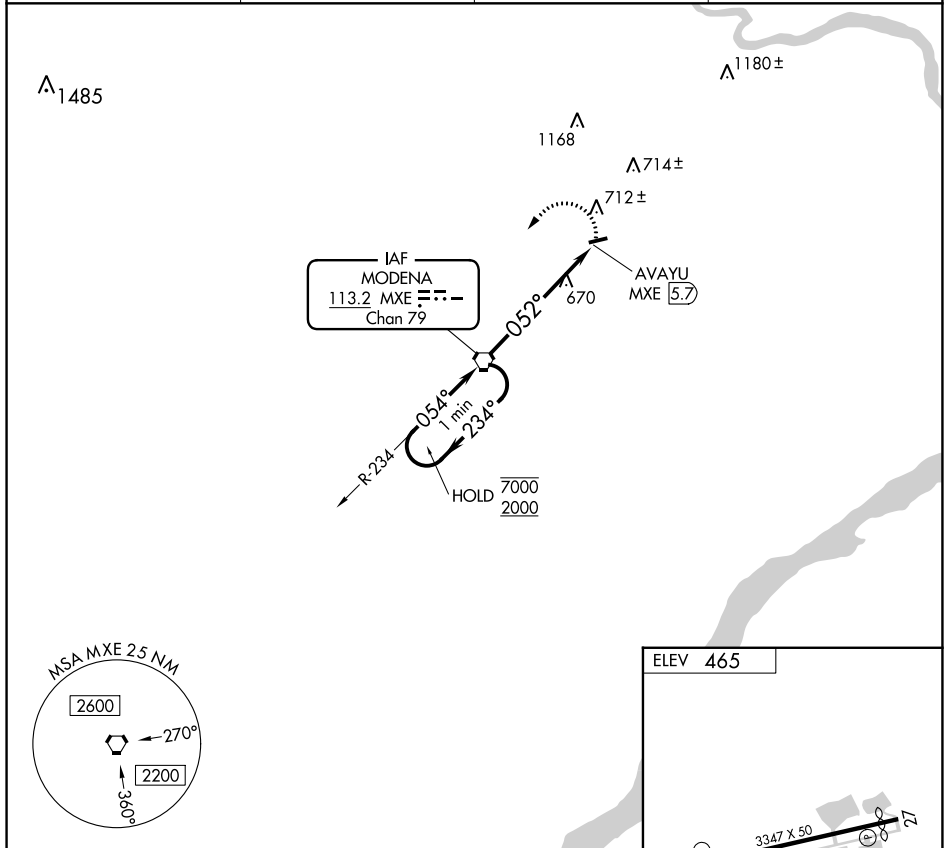 1180 ±
1485
1168
714 ±
712 ±
IAF
MODENA
113.2 MXE
Chan 79
AVAYU
MXE 5.7
670
052°
054°
1 min
234°
R-234
HOLD 7000
2000
MSA MXE 25 NM
2600
270°
2200
360°
ELEV 465
3347 X 50
P
27